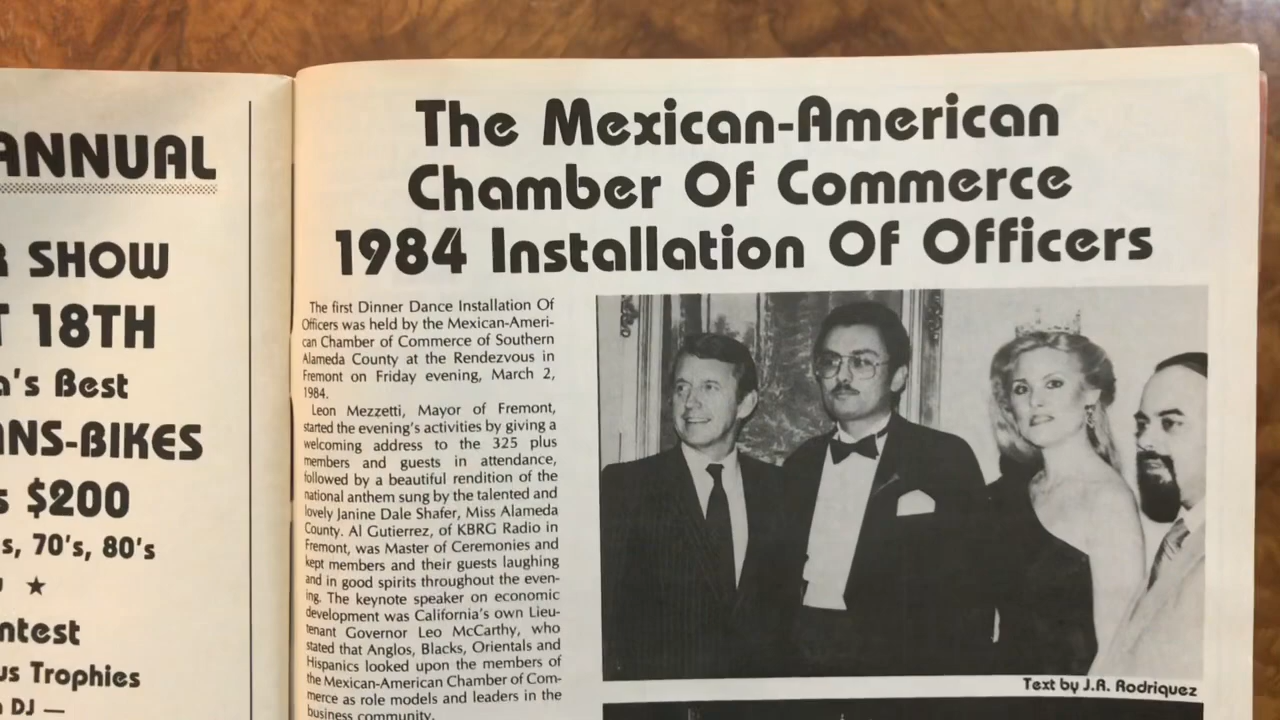 ANNUAL
SHOW
18TH
a's Best
ANS-BIKES
s $200
s, 70's, 80's
★
ntest
us Trophies
DJ —
The Mexican-American
Chamber Of Commerce
1984 Installation Of Officers
The first Dinner Dance Installation Of
Officers was held by the Mexican-Ameri-
can Chamber of Commerce of Southern
Alameda County at the Rendezvous in
Fremont on Friday evening, March 2,
1984.
Leon Mezzetti, Mayor of Fremont,
started the evening's activities by giving a
welcoming address to the 325 plus
members and guests in attendance,
followed by a beautiful rendition of the
national anthem sung by the talented and
lovely Janine Dale Shafer, Miss Alameda
County. Al Gutierrez, of KBRG Radio in
Fremont, was Master of Ceremonies and
kept members and their guests laughing
and in good spirits throughout the even-
ing. The keynote speaker on economic
development was California's own Lieu-
tenant Governor Leo McCarthy, who
stated that Anglos, Blacks, Orientals and
Hispanics looked upon the members of
the Mexican-American Chamber of Com-
merce as role models and leaders in the
business community.
Text by J.R. Rodriquez